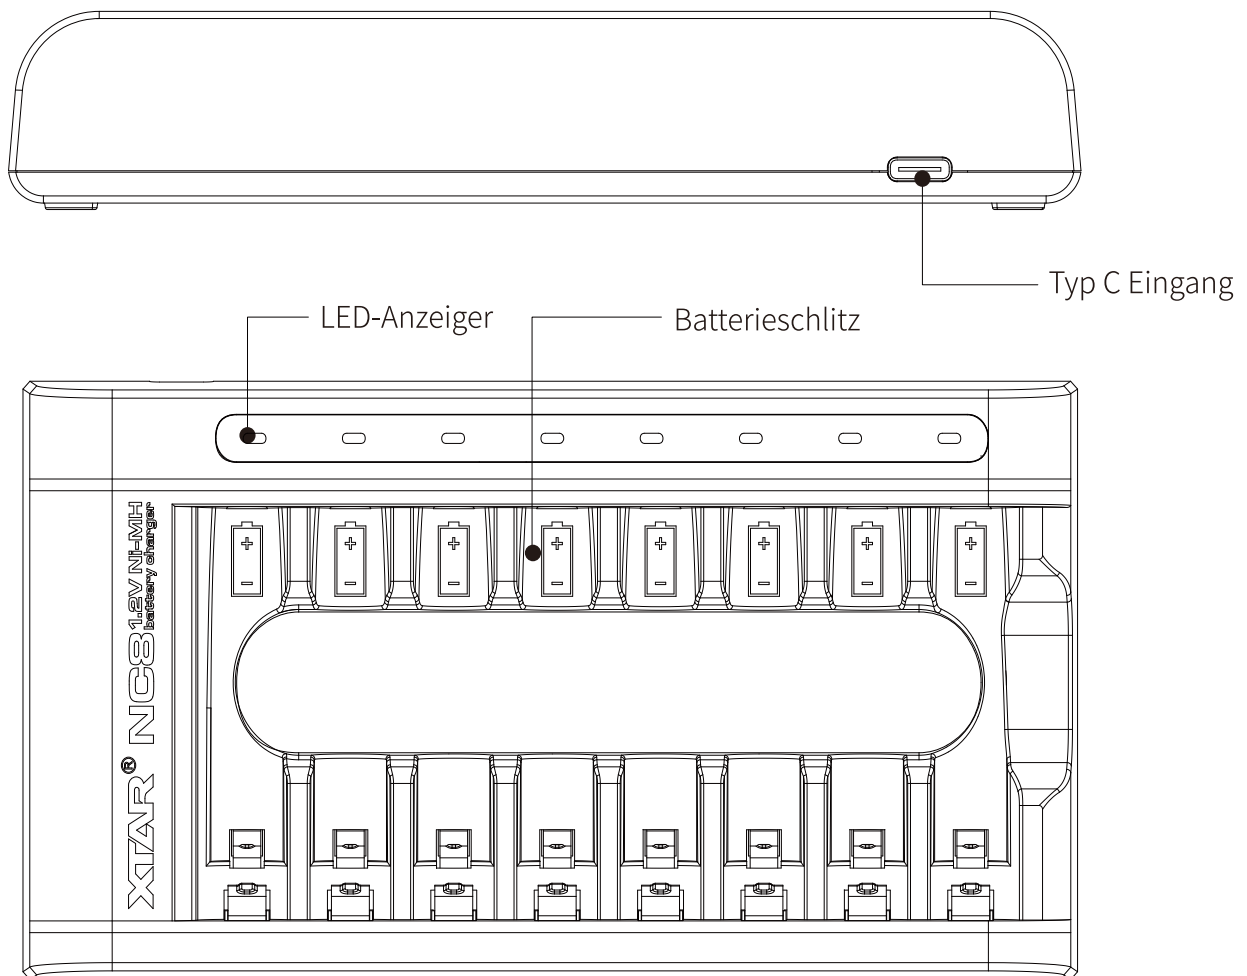 Typ C Eingang
LED-Anzeiger
Batterieschlitz
XTAR® NC8 1.2V Ni-MH
battery charger